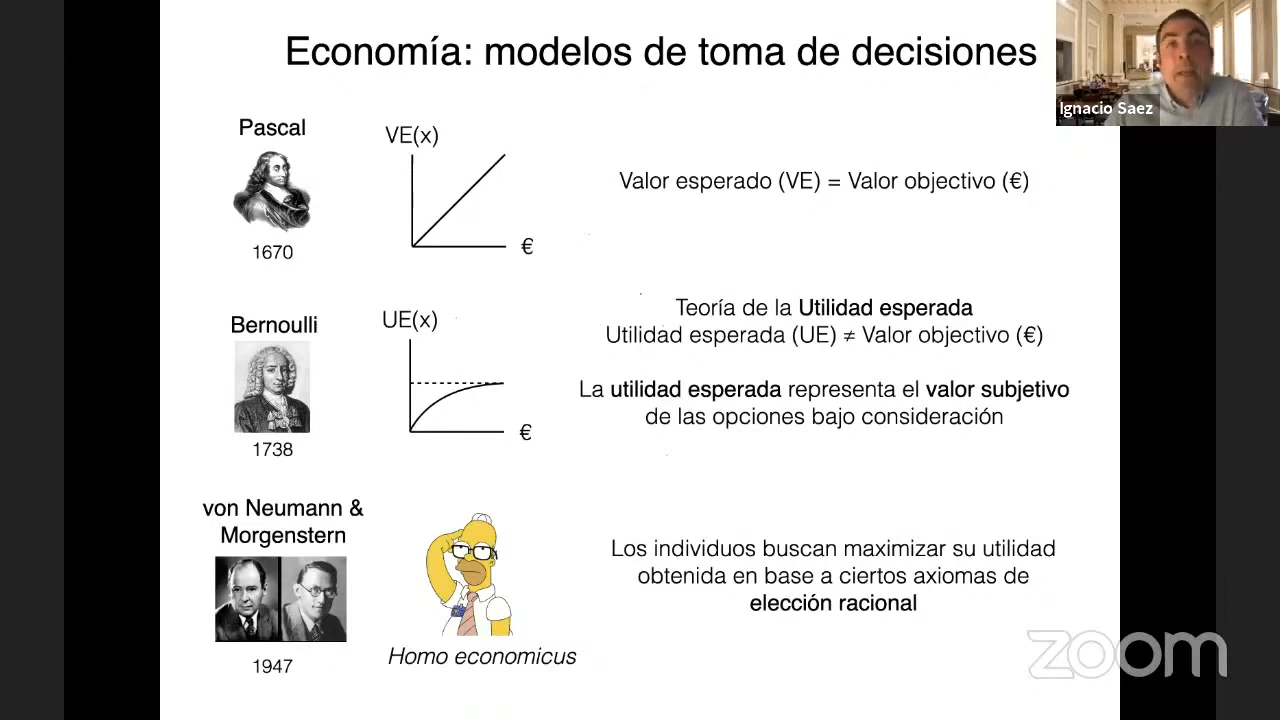 Economía: modelos de toma de decisiones
Ignacio Saez
Pascal
1670
VE(x)
€
Valor esperado (VE) = Valor objectivo (€)
Bernoulli
1738
UE(x)
€
Teoría de la Utilidad esperada
Utilidad esperada (UE) ≠ Valor objectivo (€)
La utilidad esperada representa el valor subjetivo
de las opciones bajo consideración
von Neumann &
Morgenstern
1947
Homo economicus
Los individuos buscan maximizar su utilidad
obtenida en base a ciertos axiomas de
elección racional
zoom